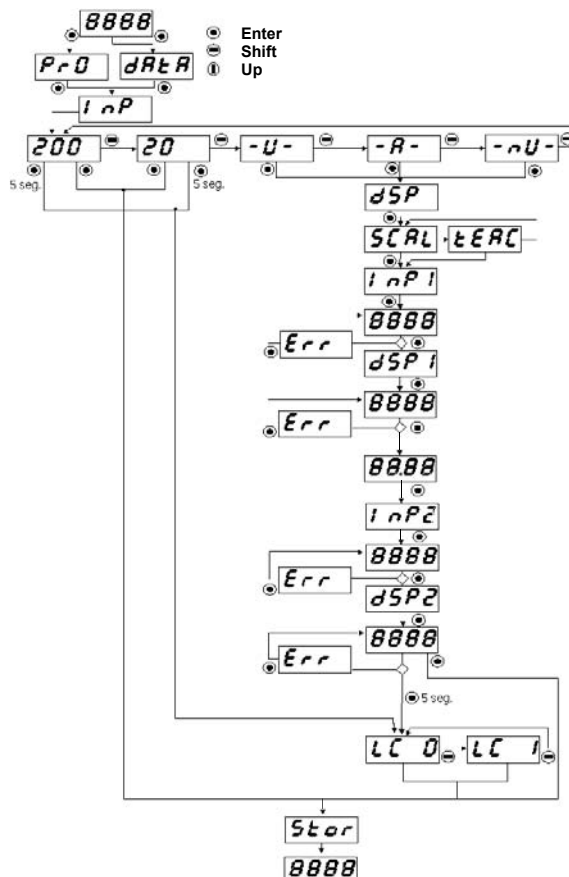 8888
Enter
Shift
Up
Pr0 dAtA
InP
200 20 -U- -A- -nU-
5 seg. 5 seg.
dSP
SCAL tEAC
InP1
8888
Err
dSP1
8888
Err
88.88
InP2
8888
Err
dSP2
8888
Err
5 seg.
LC 0 LC 1
Stor
8888